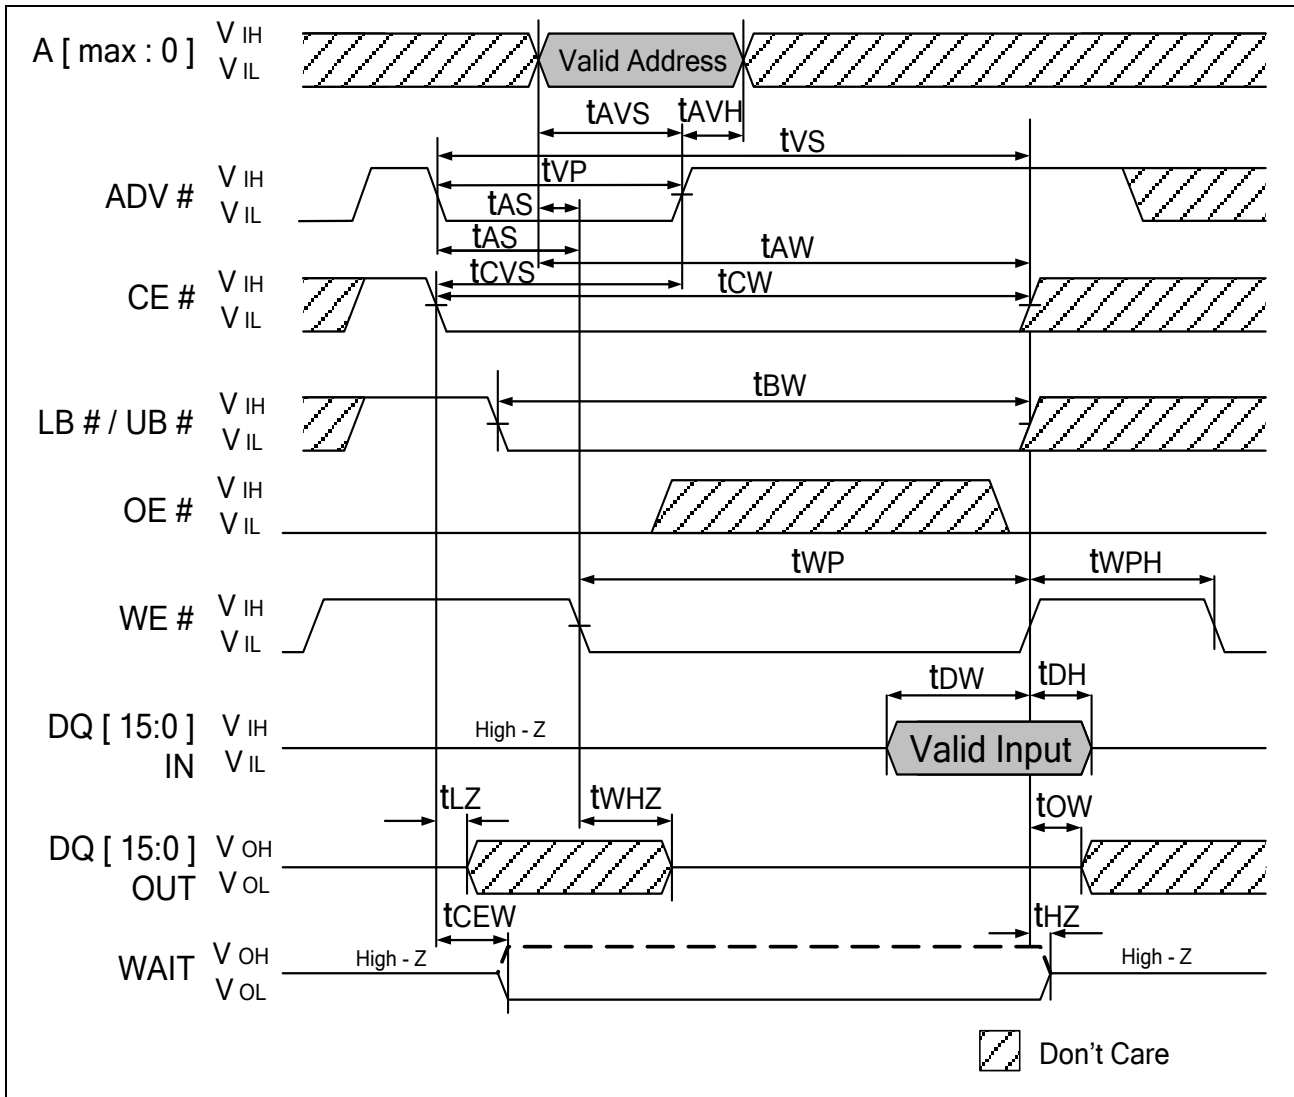 A [ max : 0 ] V IH
V IL
Valid Address
tAVS tAVH
tVS
ADV # V IH
V IL
tVP
tAS
tAS
tAW
CE # V IH
V IL
tCVS
tCW
LB # / UB # V IH
V IL
tBW
OE # V IH
V IL
tWP tWPH
WE # V IH
V IL
tDW tDH
DQ [ 15:0 ] V IH
IN V IL
High - Z
Valid Input
tLZ tWHZ tOW
DQ [ 15:0 ] V OH
OUT V OL
tCEW tHZ
WAIT V OH
V OL
High - Z High - Z
Don't Care